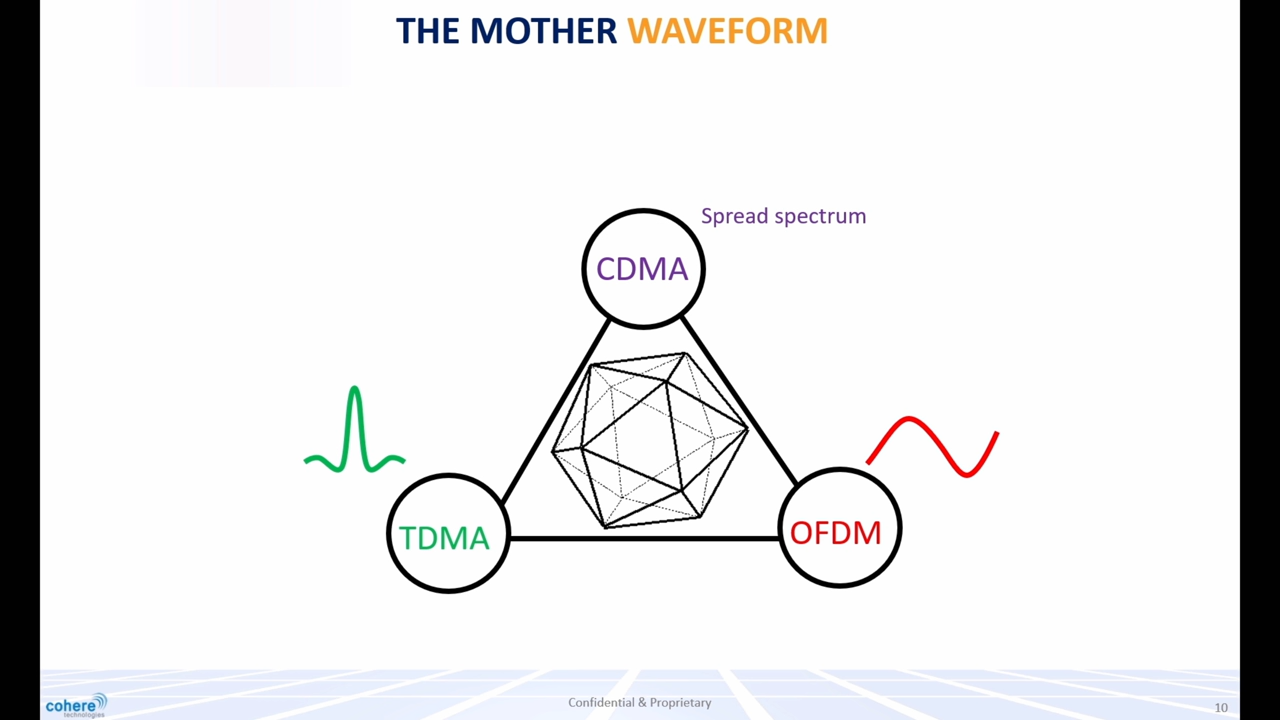 THE MOTHER WAVEFORM
Spread spectrum
CDMA
TDMA
OFDM
cohere
technologies
Confidential & Proprietary
10